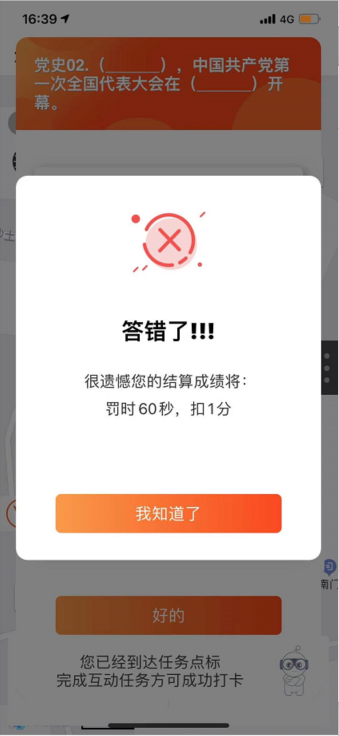 16:39
4G
党史02.（______），中国共产党第
一次全国代表大会在（______）开
幕。
士
答错了!!!
很遗憾您的结算成绩将：
罚时60秒，扣1分
我知道了
南门
好的
您已经到达任务点标
完成互动任务方可成功打卡